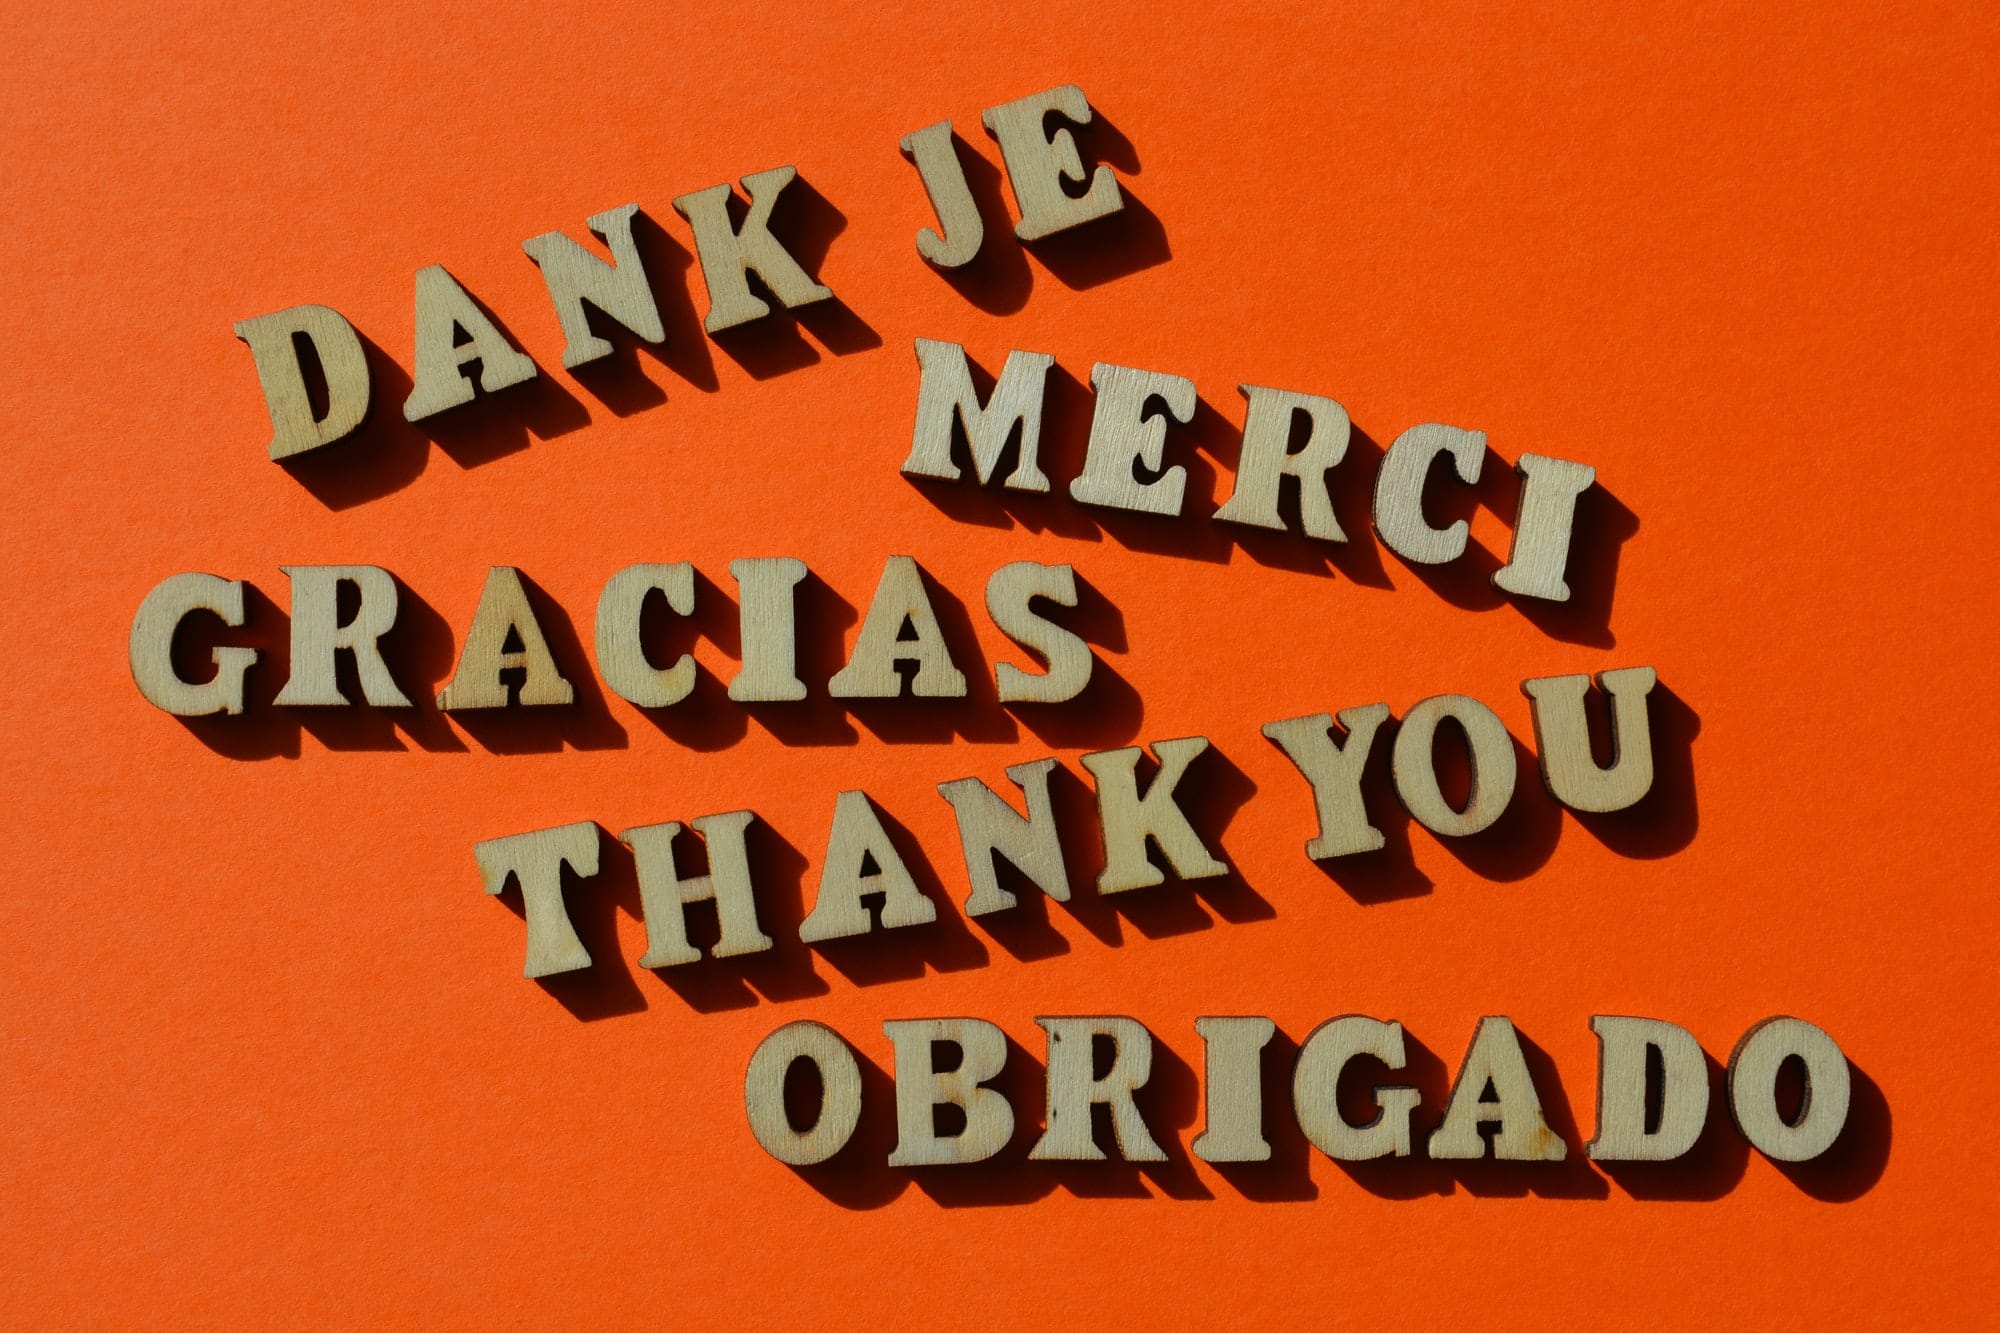 DANK JE
MERCI
GRACIAS
THANK YOU
OBRIGADO